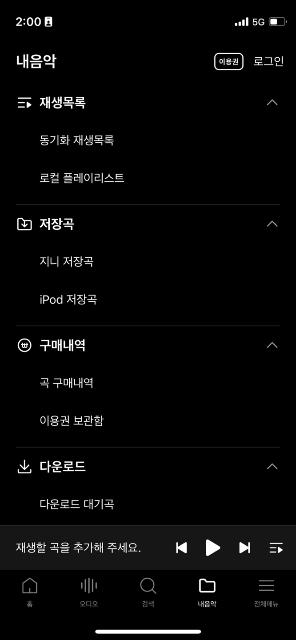 2:00
5G
내음악
이용권
로그인
재생목록
동기화 재생목록
로컬 플레이리스트
저장곡
지니 저장곡
iPod 저장곡
구매내역
곡 구매내역
이용권 보관함
다운로드
다운로드 대기곡
재생할 곡을 추가해 주세요.
홈
오디오
검색
내음악
전체메뉴